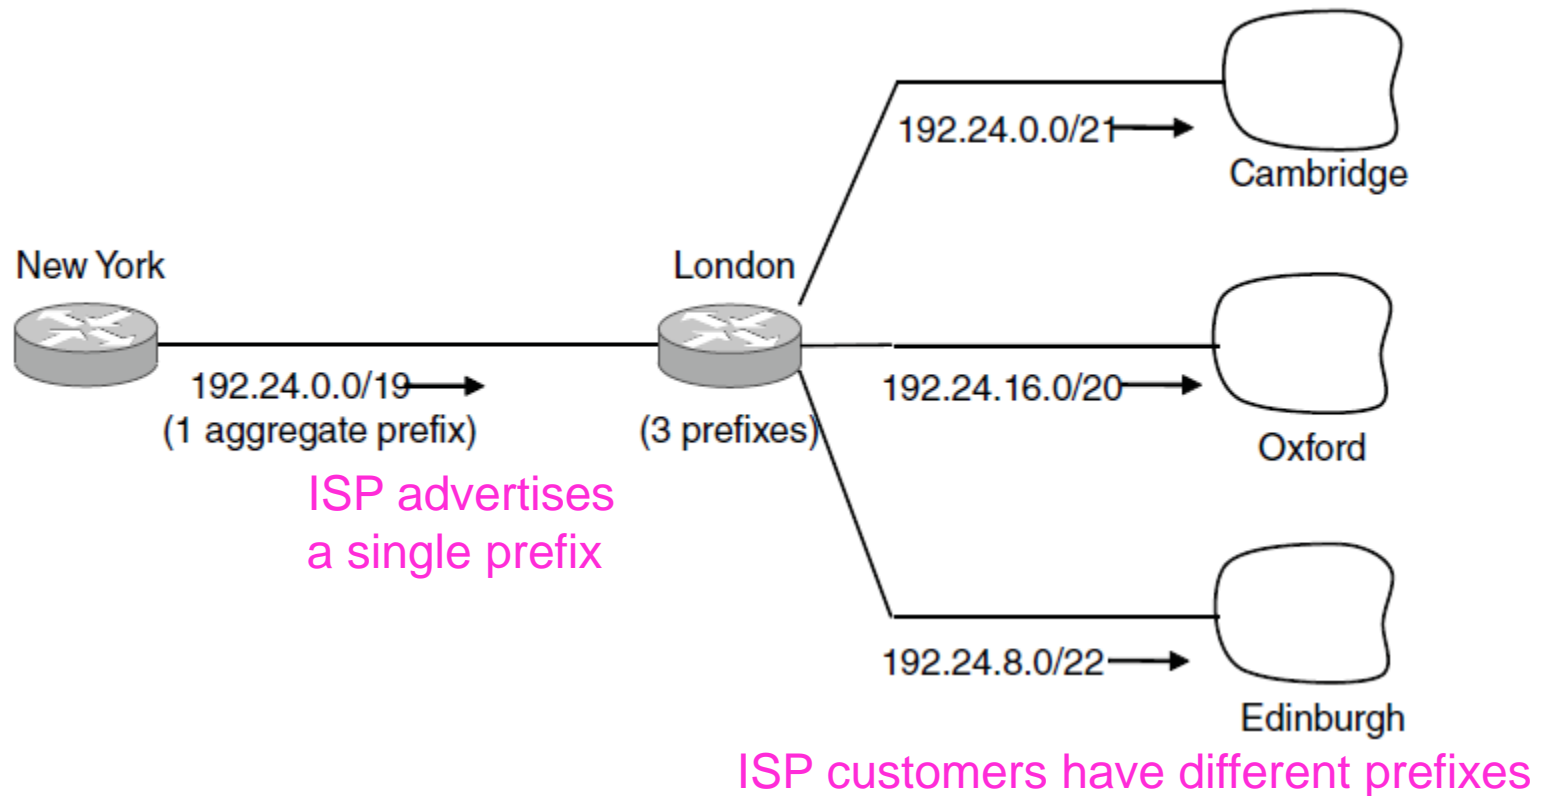 192.24.0.0/21
Cambridge
New York
London
192.24.0.0/19
(1 aggregate prefix)
(3 prefixes)
192.24.16.0/20
Oxford
ISP advertises
a single prefix
192.24.8.0/22
Edinburgh
ISP customers have different prefixes